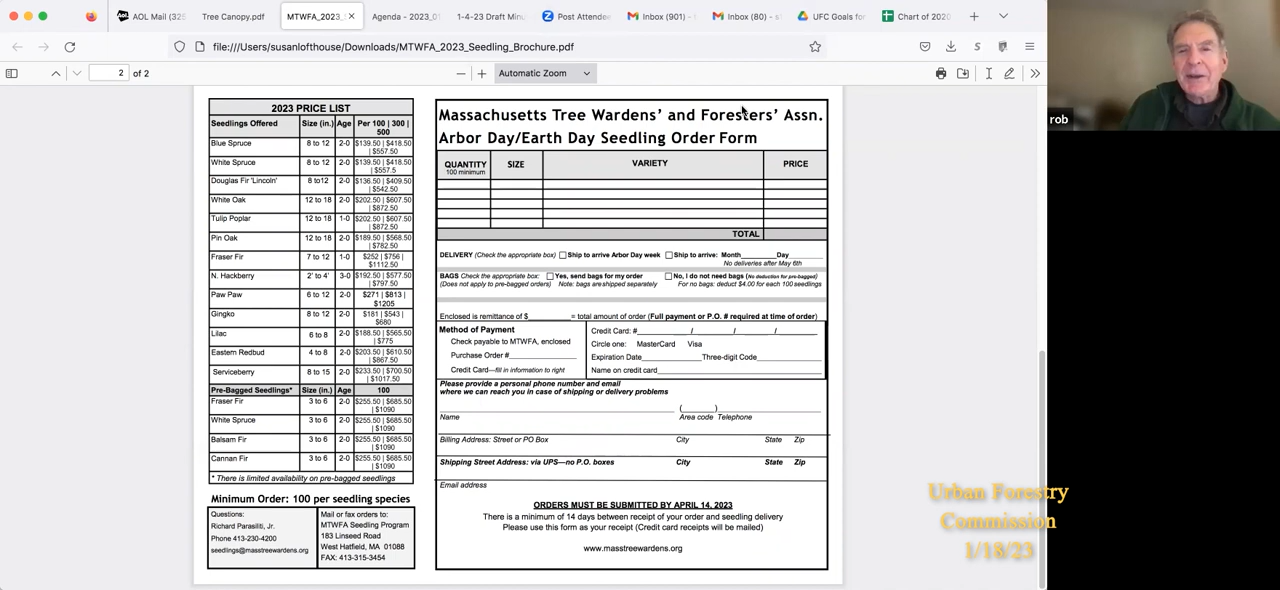 AOL Mail (325
Tree Canopy.pdf
MTWFA_2023_S
Agenda - 2023_01
1-4-23 Draft Minu
Post Attendee
Inbox (901) -
Inbox (80) - s
UFC Goals for
Chart of 2020
file:///Users/susanlofthouse/Downloads/MTWFA_2023_Seedling_Brochure.pdf
2 of 2
Automatic Zoom
rob
2023 PRICE LIST
Seedlings Offered Size (in.) Age Per 100 | 300 |
500
Blue Spruce 8 to 12 2-0 $139.50 | $418.50
| $557.50
White Spruce 8 to 12 2-0 $139.50 | $418.50
| $557.5
Douglas Fir 'Lincoln' 8 to12 2-0 $136.50 | $409.50
| $542.50
White Oak 12 to 18 2-0 $202.50 | $607.50
| $872.50
Tulip Poplar 12 to 18 1-0 $202.50 | $607.50
| $872.50
Pin Oak 12 to 18 2-0 $189.50 | $568.50
| $782.50
Fraser Fir 7 to 12 1-0 $252 | $756 |
$1112.50
N. Hackberry 2' to 4' 3-0 $192.50 | $577.50
| $797.50
Paw Paw 6 to 12 2-0 $271 | $813 |
$1205
Gingko 8 to 12 2-0 $181 | $543 |
$680
Lilac 6 to 8 2-0 $188.50 | $565.50
| $775
Eastern Redbud 4 to 8 2-0 $203.50 | $610.50
| $867.50
Serviceberry 8 to 15 2-0 $233.50 | $700.50
| $1017.50
Pre-Bagged Seedlings* Size (in.) Age 100
Fraser Fir 3 to 6 2-0 $255.50 | $685.50
| $1090
White Spruce 3 to 6 2-0 $255.50 | $685.50
| $1090
Balsam Fir 3 to 6 2-0 $255.50 | $685.50
| $1090
Cannan Fir 3 to 6 2-0 $255.50 | $685.50
| $1090
* There is limited availability on pre-bagged seedlings
Minimum Order: 100 per seedling species
Questions:
Richard Parasiliti, Jr.
Phone 413-230-4200
seedlings@masstreewardens.org
Mail or fax orders to:
MTWFA Seedling Program
183 Linseed Road
West Hatfield, MA 01088
FAX: 413-315-3454
Massachusetts Tree Wardens' and Foresters' Assn.
Arbor Day/Earth Day Seedling Order Form
QUANTITY SIZE VARIETY PRICE
100 minimum
TOTAL
DELIVERY (Check the appropriate box) Ship to arrive Arbor Day week Ship to arrive: Month________Day________
No deliveries after May 6th
BAGS Check the appropriate box: Yes, send bags for my order No, I do not need bags (No deduction for pre-bagged)
(Does not apply to pre-bagged orders) Note: bags are shipped separately For no bags: deduct $4.00 for each 100 seedlings
Enclosed is remittance of $__________= total amount of order (Full payment or P.O. # required at time of order)
Method of Payment
Check payable to MTWFA, enclosed
Purchase Order #________________
Credit Card—fill in information to right
Credit Card: #____________/__________/__________/__________
Circle one: MasterCard Visa
Expiration Date______________Three-digit Code______________
Name on credit card____________________________________
Please provide a personal phone number and email
where we can reach you in case of shipping or delivery problems
(_______)____________________
Name Area code Telephone
Billing Address: Street or PO Box City State Zip
Shipping Street Address: via UPS—no P.O. boxes City State Zip
Email address
ORDERS MUST BE SUBMITTED BY APRIL 14, 2023
There is a minimum of 14 days between receipt of your order and seedling delivery
Please use this form as your receipt (Credit card receipts will be mailed)
www.masstreewardens.org
Urban Forestry
Commission
1/18/23